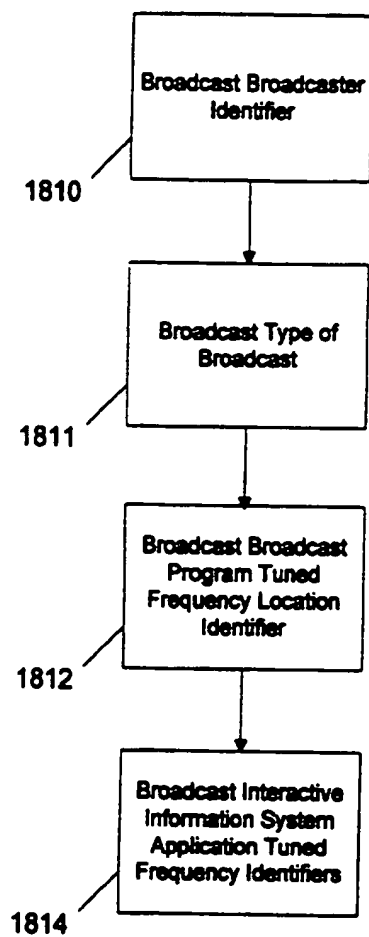 Broadcast Broadcaster
Identifier
1810
Broadcast Type of
Broadcast
1811
Broadcast Broadcast
Program Tuned
Frequency Location
Identifier
1812
Broadcast Interactive
Information System
Application Tuned
Frequency Identifiers
1814